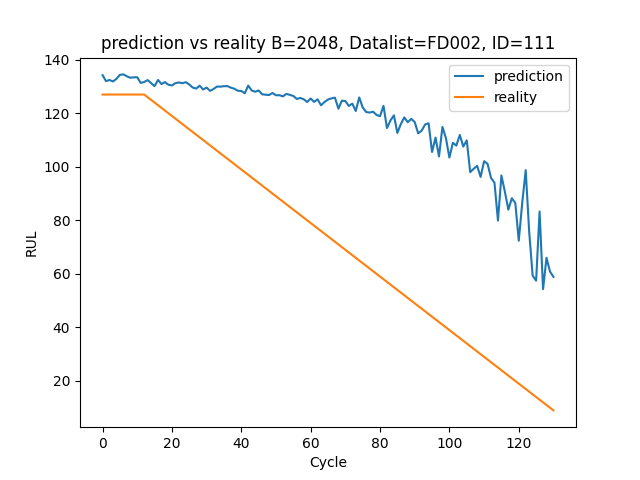 prediction vs reality B=2048, Datalist=FD002, ID=111
prediction
reality
RUL
140
120
100
80
60
40
20
0 20 40 60 80 100 120
Cycle